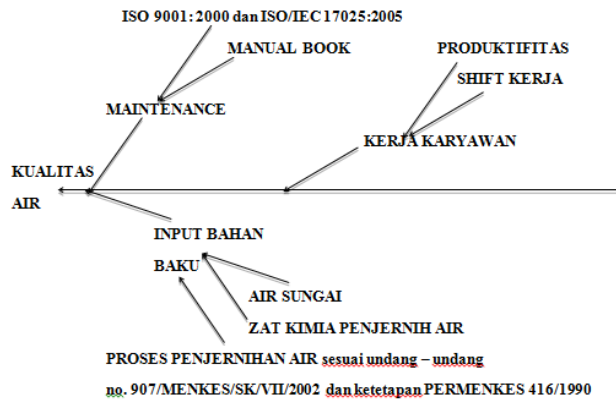 ISO 9001: 2000 dan ISO/IEC 17025:2005
MANUAL BOOK
PRODUKTIFITAS
SHIFT KERJA
MAINTENANCE
KERJA KARYAWAN
KUALITAS
AIR
INPUT BAHAN
BAKU
AIR SUNGAI
ZAT KIMIA PENJERNIH AIR
PROSES PENJERNIHAN AIR sesuai undang – undang
no. 907/MENKES/SK/VII/2002 dan ketetapan PERMENKES 416/1990